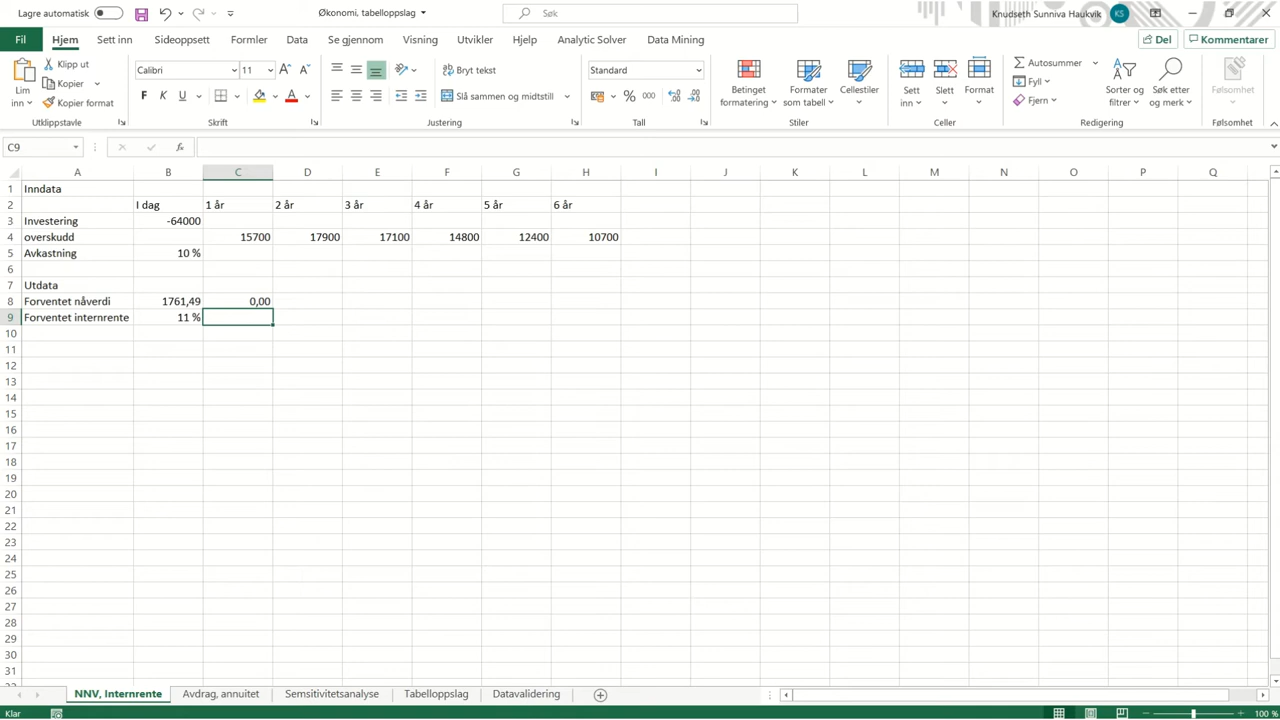 Lagre automatisk
Økonomi, tabelloppslag
Søk
Knudseth Sunniva Haukvik KS
Fil Hjem Sett inn Sideoppsett Formler Data Se gjennom Visning Utvikler Hjelp Analytic Solver Data Mining Del Kommentarer
Lim inn
Klipp ut
Kopier
Kopier format
Utklippstavle
Calibri 11
F K U
Skrift
Bryt tekst
Slå sammen og midtstill
Justering
Standard
% 000
Tall
Betinget formatering
Formater som tabell
Cellestiler
Stiler
Sett inn
Slett
Format
Celler
Autosummer
Fyll
Fjern
Sorter og filtrer
Søk etter og merk
Redigering
Følsomhet
Følsomhet
C9 fx
A B C D E F G H I J K L M N O P Q
1 Inndata
2 I dag 1 år 2 år 3 år 4 år 5 år 6 år
3 Investering -64000
4 overskudd 15700 17900 17100 14800 12400 10700
5 Avkastning 10 %
6
7 Utdata
8 Forventet nåverdi 1761,49 0,00
9 Forventet internrente 11 %
10
11
12
13
14
15
16
17
18
19
20
21
22
23
24
25
26
27
28
29
30
31
NNV, Internrente Avdrag, annuitet Semsitivitetsanalyse Tabelloppslag Datavalidering
Klar
100 %